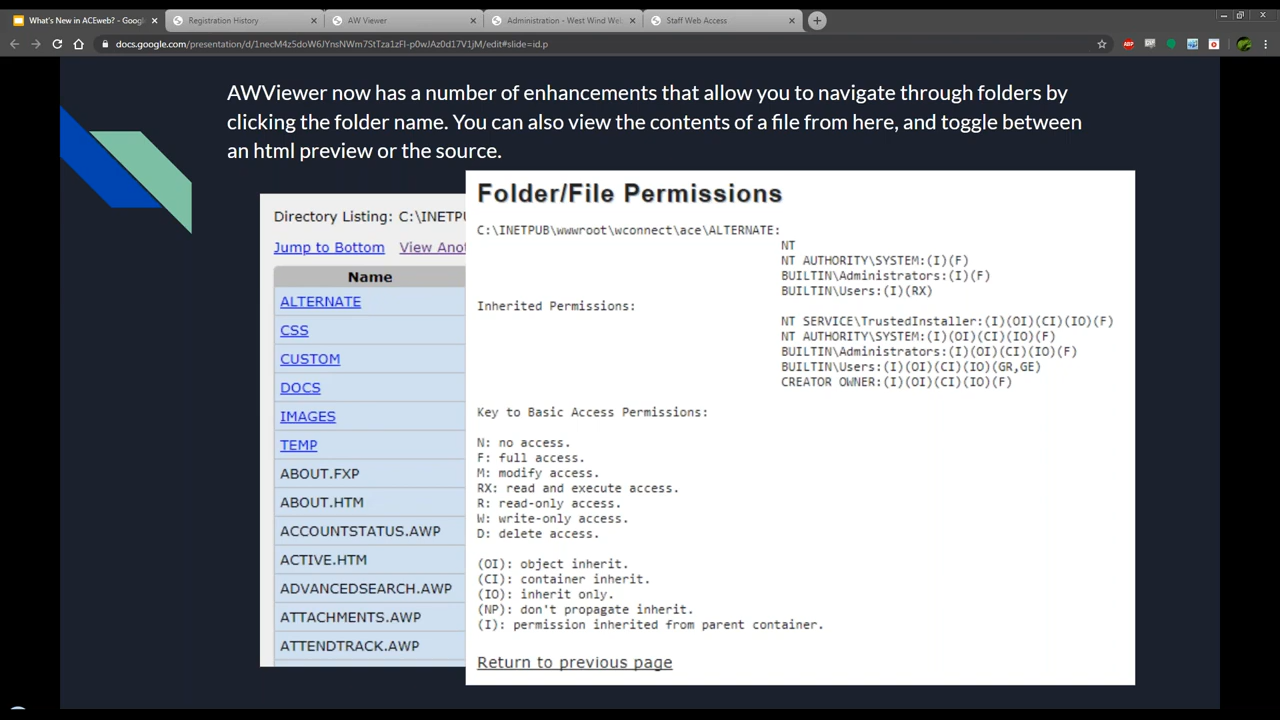 What's New in ACEweb? - Googl
Registration History
AW Viewer
Administration - West Wind We
Staff Web Access
docs.google.com/presentation/d/1necM4z5doW6JYnsNWm7StTza1zFI-p0wJAz0d17V1jM/edit#slide=id.p
ABP
AWViewer now has a number of enhancements that allow you to navigate through folders by
clicking the folder name. You can also view the contents of a file from here, and toggle between
an html preview or the source.
Directory Listing: C:\INETPU
Jump to Bottom View Anot
Name
ALTERNATE
CSS
CUSTOM
DOCS
IMAGES
TEMP
ABOUT.FXP
ABOUT.HTM
ACCOUNTSTATUS.AWP
ACTIVE.HTM
ADVANCEDSEARCH.AWP
ATTACHMENTS.AWP
ATTENDTRACK.AWP
Folder/File Permissions
C:\INETPUB\wwwroot\wconnect\ace\ALTERNATE:
NT
NT AUTHORITY\SYSTEM:(I)(F)
BUILTIN\Administrators:(I)(F)
BUILTIN\Users:(I)(RX)
Inherited Permissions:
NT SERVICE\TrustedInstaller:(I)(OI)(CI)(IO)(F)
NT AUTHORITY\SYSTEM:(I)(OI)(CI)(IO)(F)
BUILTIN\Administrators:(I)(OI)(CI)(IO)(F)
BUILTIN\Users:(I)(OI)(CI)(IO)(GR,GE)
CREATOR OWNER:(I)(OI)(CI)(IO)(F)
Key to Basic Access Permissions:
N: no access.
F: full access.
M: modify access.
RX: read and execute access.
R: read-only access.
W: write-only access.
D: delete access.
(OI): object inherit.
(CI): container inherit.
(IO): inherit only.
(NP): don't propagate inherit.
(I): permission inherited from parent container.
Return to previous page